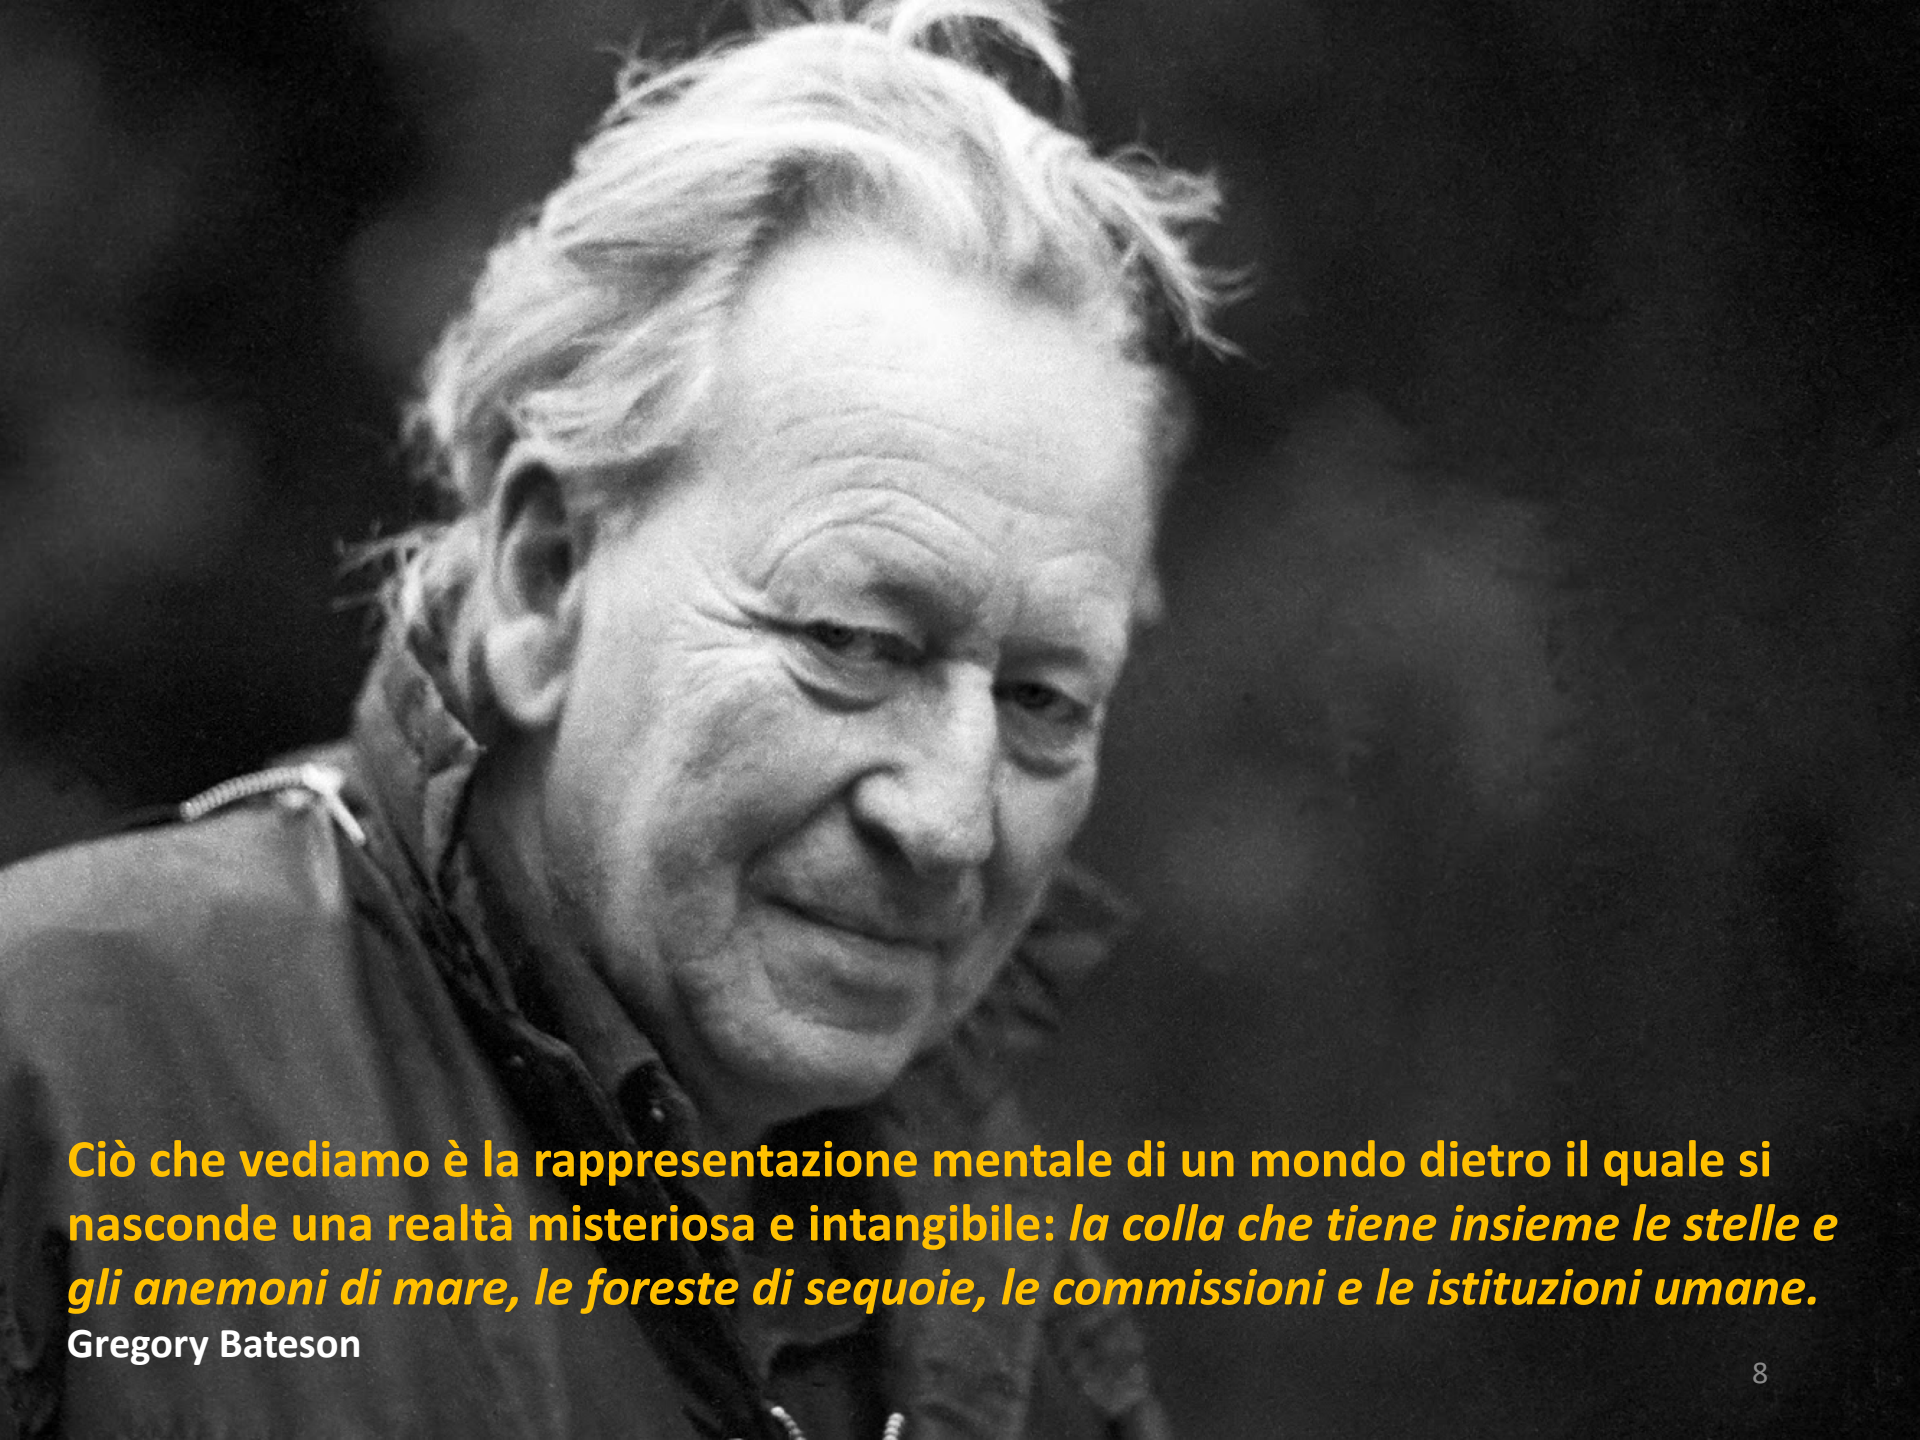 Ciò che vediamo è la rappresentazione mentale di un mondo dietro il quale si
nasconde una realtà misteriosa e intangibile: la colla che tiene insieme le stelle e
gli anemoni di mare, le foreste di sequoie, le commissioni e le istituzioni umane.
Gregory Bateson
8